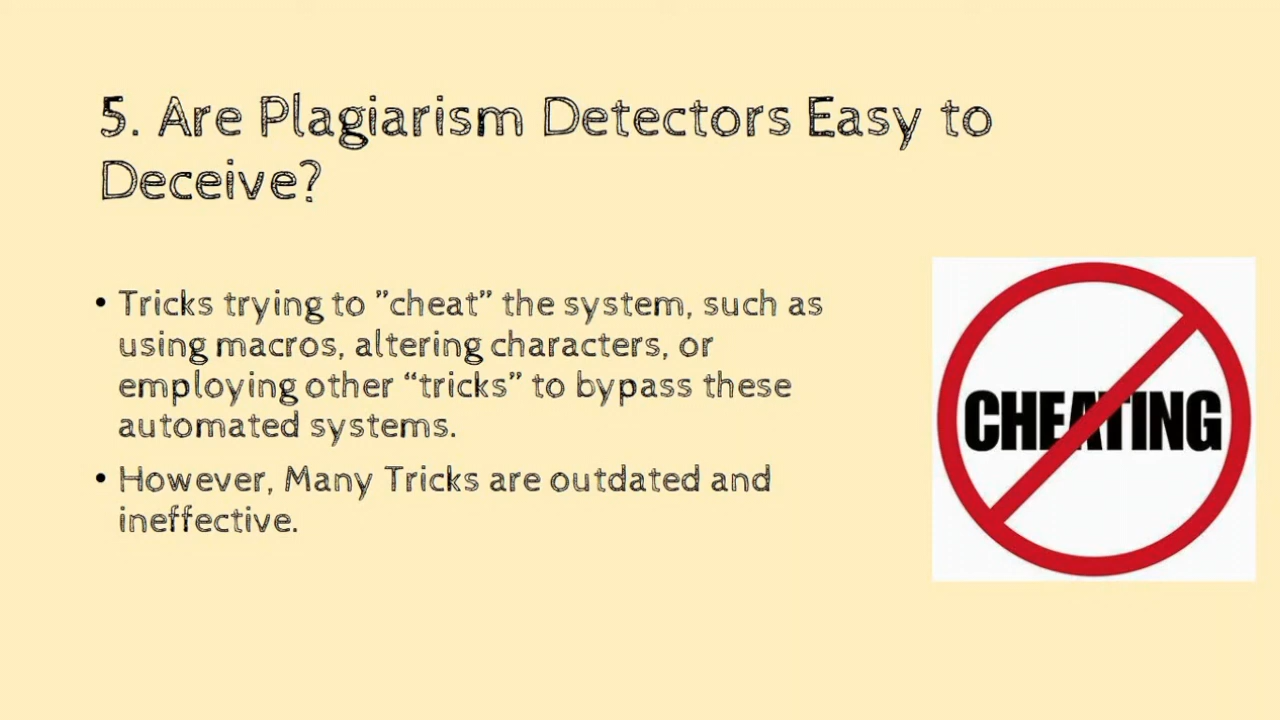 5. Are Plagiarism Detectors Easy to
Deceive?
• Tricks trying to ”cheat” the system, such as
using macros, altering characters, or
employing other “tricks” to bypass these
automated systems.
• However, Many Tricks are outdated and
ineffective.
CHEATING